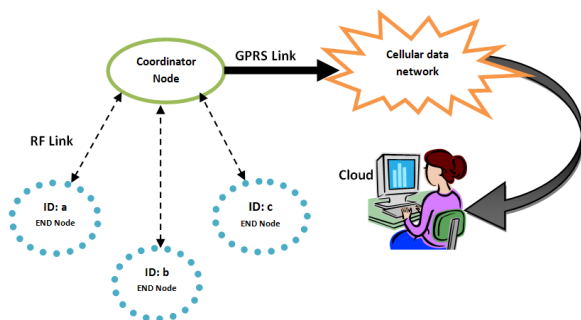 Coordinator
Node
GPRS Link
Cellular data
network
RF Link
Cloud
ID: a
END Node
ID: b
END Node
ID: c
END Node